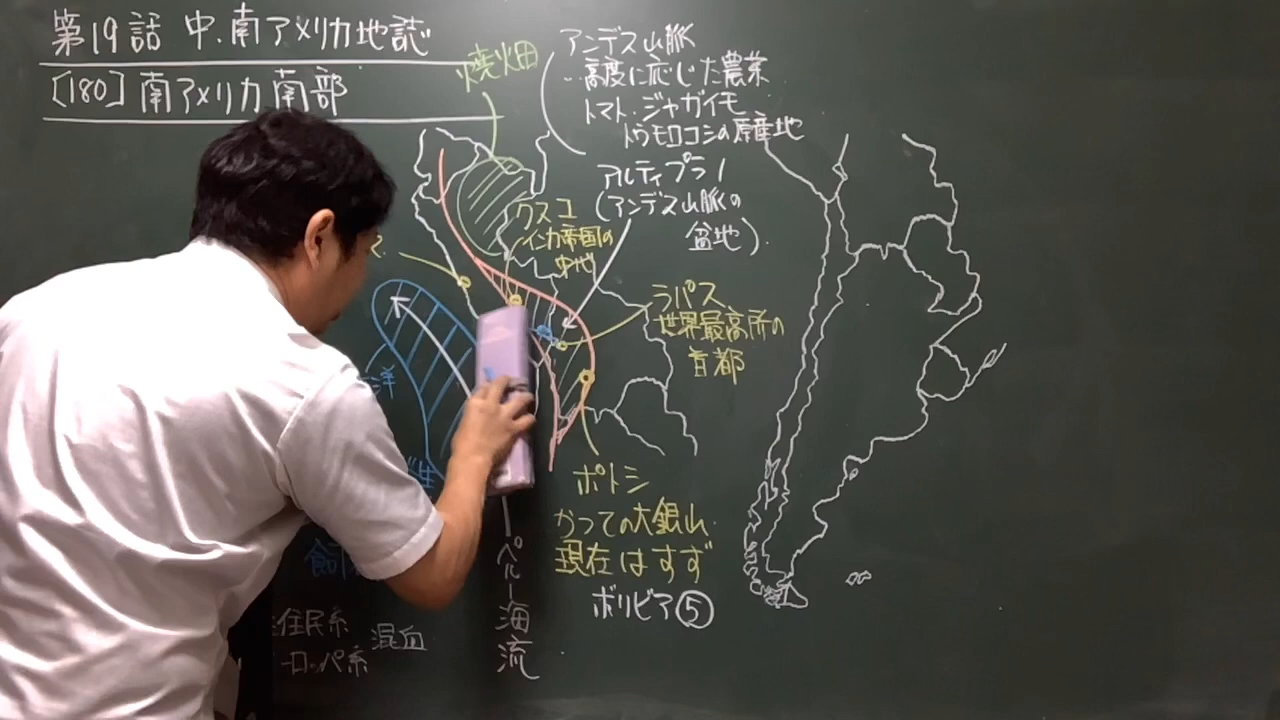 第19話 中.南アメリカ地誌
[180] 南アメリカ南部
焼畑
アンデス山脈
…高度に応じた農業
トマト.ジャガイモ
トウモロコシの原産地
アルティプラノ
(アンデス山脈の
盆地).
クスコ
インカ帝国の
中心地
ラパス
世界最高所の
首都
ポトシ
かつての大銀山.
現在はすず
ボリビア⑤
ペルー海流
洋
飼
住民系
混血
ーロッパ系